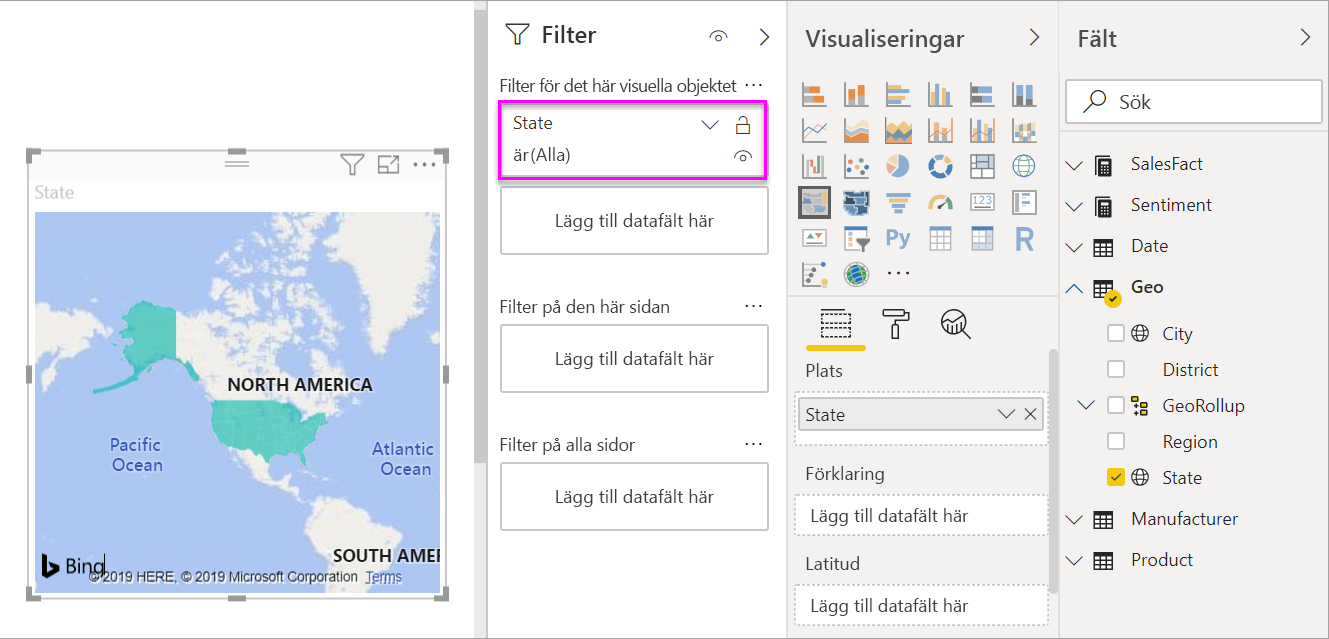 State
NORTH AMERICA
Pacific
Ocean
Atlantic
Ocean
SOUTH AMER
Bing
© 2019 HERE, © 2019 Microsoft Corporation Terms
Filter
Filter för det här visuella objektet ...
State
är(Alla)
Lägg till datafält här
Filter på den här sidan ...
Lägg till datafält här
Filter på alla sidor ...
Lägg till datafält här
Visualiseringar
123
Py
R
...
Plats
State
Förklaring
Lägg till datafält här
Latitud
Lägg till datafält här
Fält
Sök
SalesFact
Sentiment
Date
Geo
City
District
GeoRollup
Region
State
Manufacturer
Product